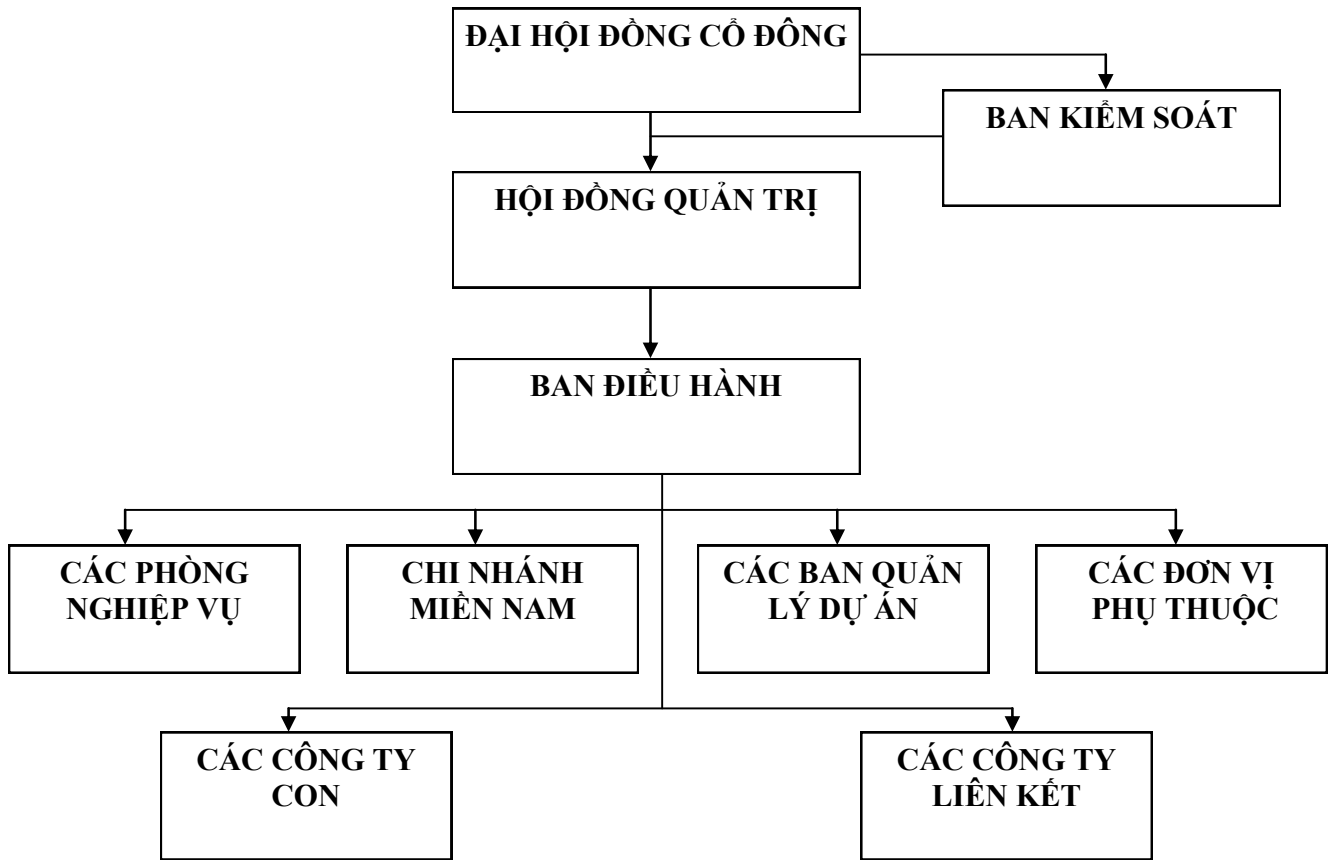 ĐẠI HỘI ĐỒNG CỔ ĐÔNG
BAN KIỂM SOÁT
HỘI ĐỒNG QUẢN TRỊ
BAN ĐIỀU HÀNH
CÁC PHÒNG
NGHIỆP VỤ
CHI NHÁNH
MIỀN NAM
CÁC BAN QUẢN
LÝ DỰ ÁN
CÁC ĐƠN VỊ
PHỤ THUỘC
CÁC CÔNG TY
CON
CÁC CÔNG TY
LIÊN KẾT